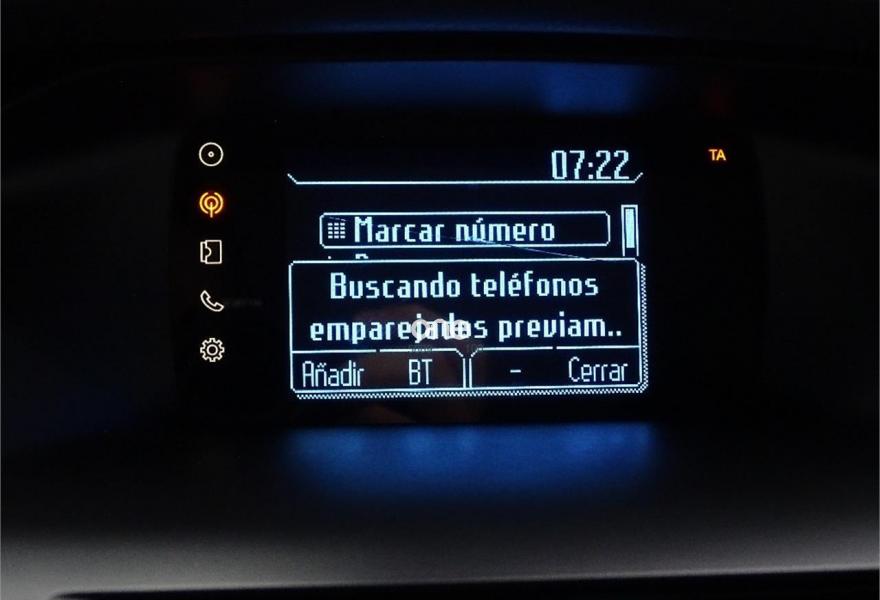 07:22
TA
Marcar número
Buscando teléfonos
emparejados previam..
Añadir BT - Cerrar